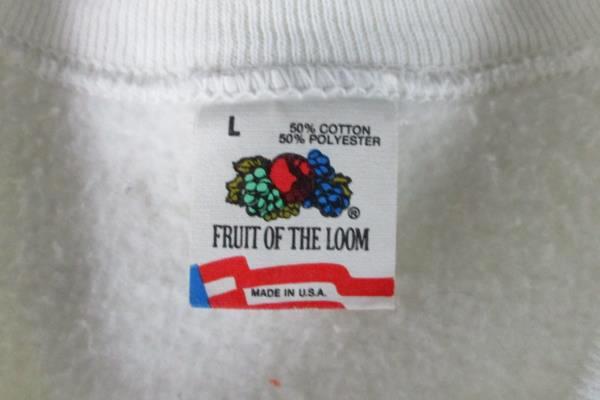 L
50% COTTON
50% POLYESTER
®
FRUIT OF THE LOOM
MADE IN U.S.A.